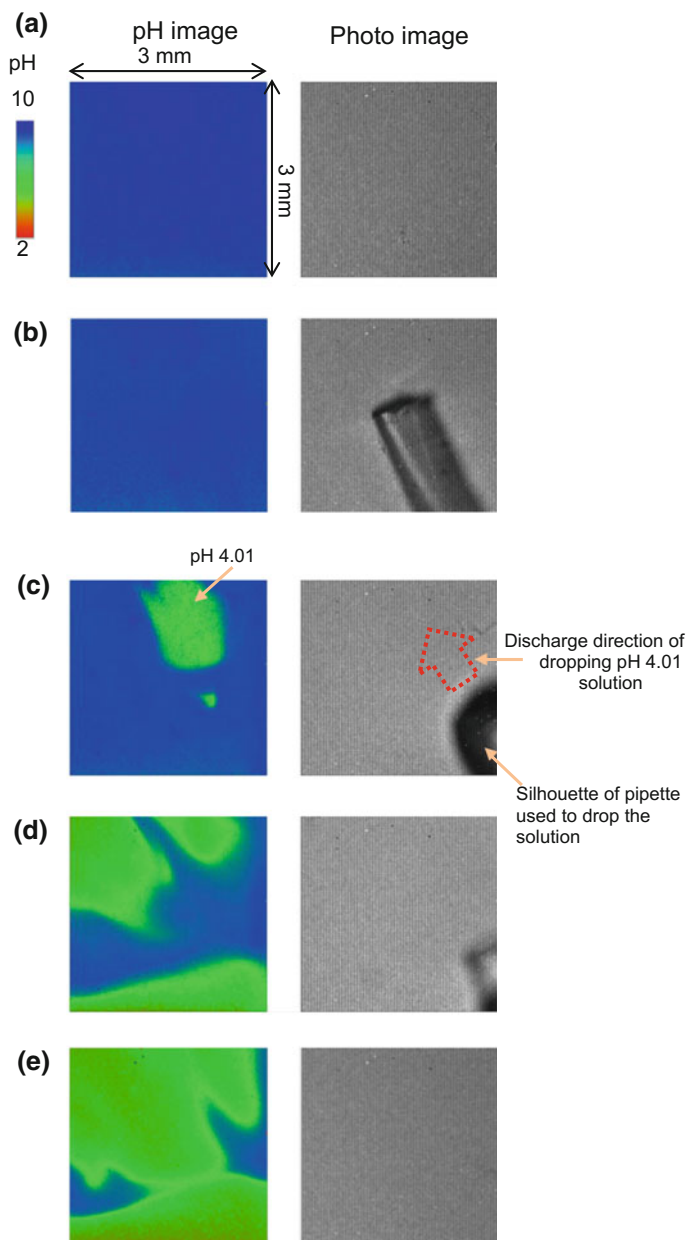 (a)
pH image
Photo image
3 mm
pH
10
2
3 mm
(b)
pH 4.01
(c)
Discharge direction of
dropping pH 4.01
solution
Silhouette of pipette
used to drop the
solution
(d)
(e)